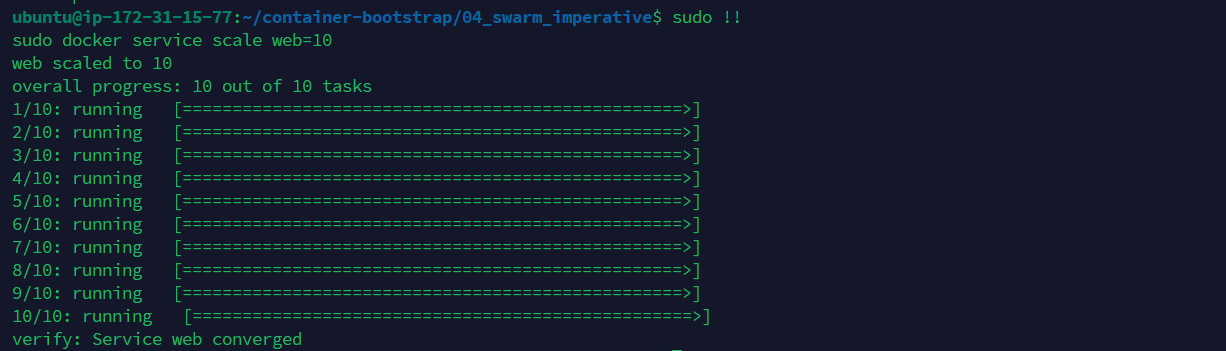 ubuntu@ip-172-31-15-77:~/container-bootstrap/04_swarm_imperative$ sudo !!
sudo docker service scale web=10
web scaled to 10
overall progress: 10 out of 10 tasks
1/10: running   [==================================================>]
2/10: running   [==================================================>]
3/10: running   [==================================================>]
4/10: running   [==================================================>]
5/10: running   [==================================================>]
6/10: running   [==================================================>]
7/10: running   [==================================================>]
8/10: running   [==================================================>]
9/10: running   [==================================================>]
10/10: running   [==================================================>]
verify: Service web converged